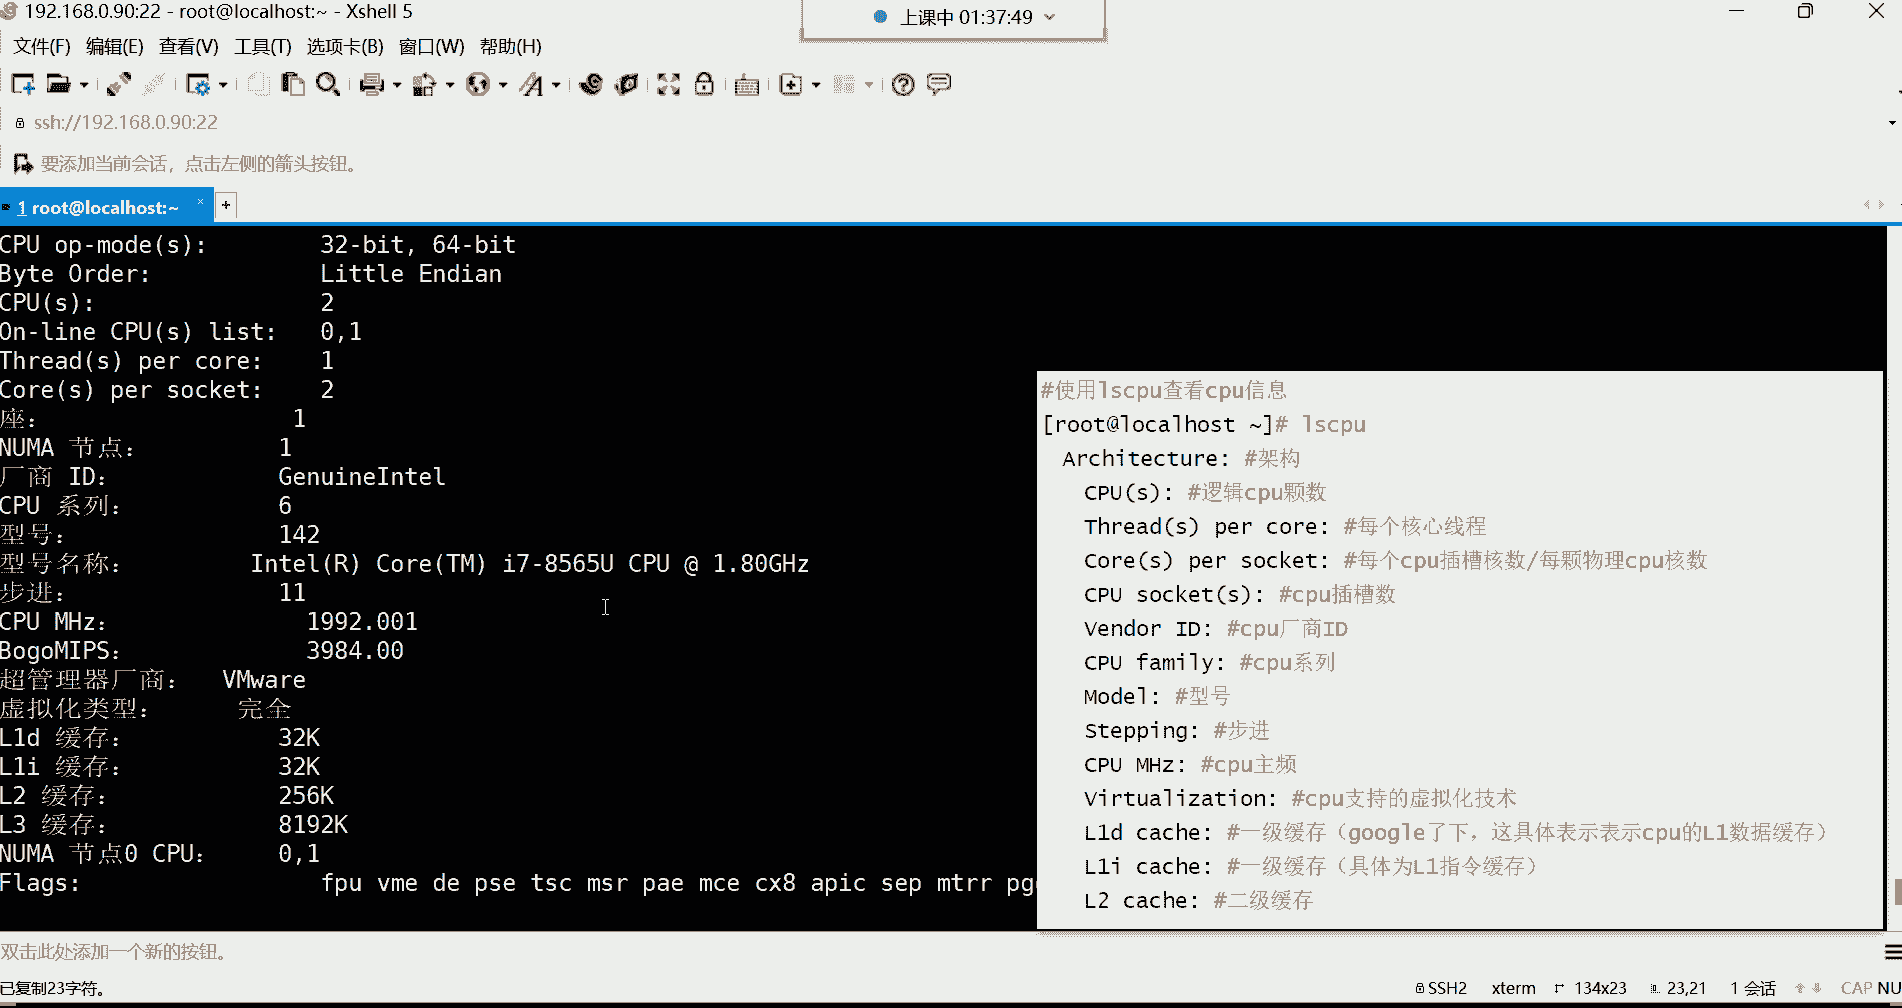 192.168.0.90:22 - root@localhost:~ - Xshell 5
上课中 01:37:49
文件(F) 编辑(E) 查看(V) 工具(T) 选项卡(B) 窗口(W) 帮助(H)
ssh://192.168.0.90:22
要添加当前会话，点击左侧的箭头按钮。
1 root@localhost:~
CPU op-mode(s): 32-bit, 64-bit
Byte Order: Little Endian
CPU(s): 2
On-line CPU(s) list: 0,1
Thread(s) per core: 1
Core(s) per socket: 2
座： 1
NUMA 节点： 1
厂商 ID： GenuineIntel
CPU 系列： 6
型号： 142
型号名称： Intel(R) Core(TM) i7-8565U CPU @ 1.80GHz
步进： 11
CPU MHz： 1992.001
BogoMIPS： 3984.00
超管理器厂商： VMware
虚拟化类型： 完全
L1d 缓存： 32K
L1i 缓存： 32K
L2 缓存： 256K
L3 缓存： 8192K
NUMA 节点0 CPU： 0,1
Flags: fpu vme de pse tsc msr pae mce cx8 apic sep mtrr
#使用lscpu查看cpu信息
[root@localhost ~]# lscpu
Architecture: #架构
CPU(s): #逻辑cpu颗数
Thread(s) per core: #每个核心线程
Core(s) per socket: #每个cpu插槽核数/每颗物理cpu核数
CPU socket(s): #cpu插槽数
Vendor ID: #cpu厂商ID
CPU family: #cpu系列
Model: #型号
Stepping: #步进
CPU MHz: #cpu主频
Virtualization: #cpu支持的虚拟化技术
L1d cache: #一级缓存（google了下，这具体表示表示cpu的L1数据缓存）
L1i cache: #一级缓存（具体为L1指令缓存）
L2 cache: #二级缓存
双击此处添加一个新的按钮。
已复制23字符。
SSH2 xterm 134x23 23,21 1 会话 CAP NU